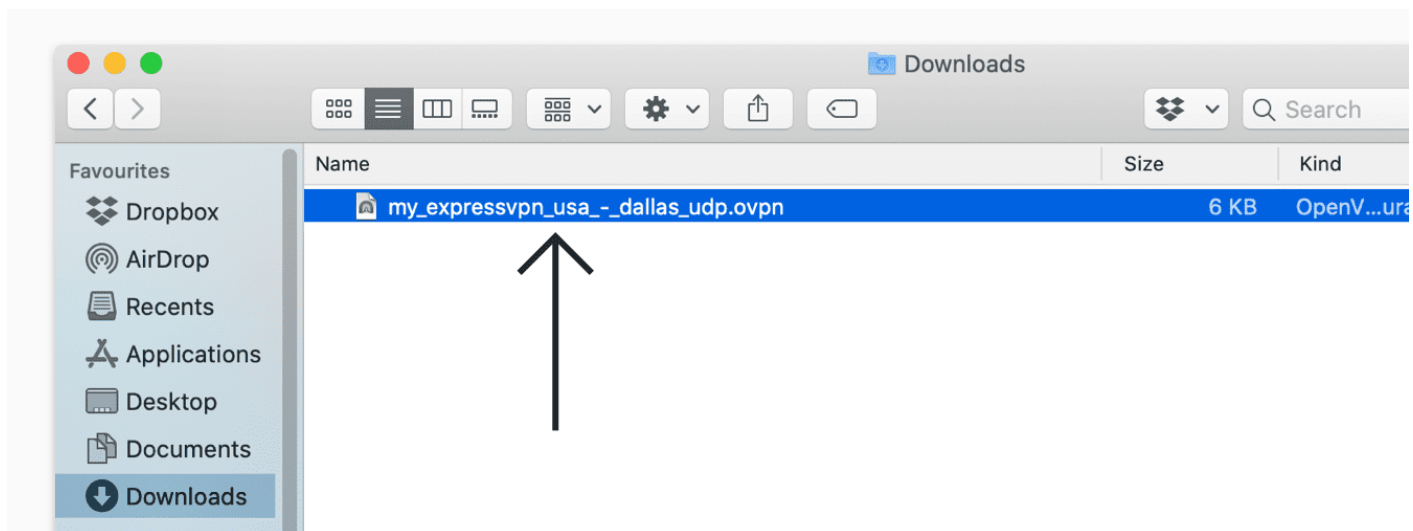 Downloads
Search
Favourites
Dropbox
AirDrop
Recents
Applications
Desktop
Documents
Downloads
Name Size Kind
my_expressvpn_usa_-_dallas_udp.ovpn 6 KB OpenV...ura